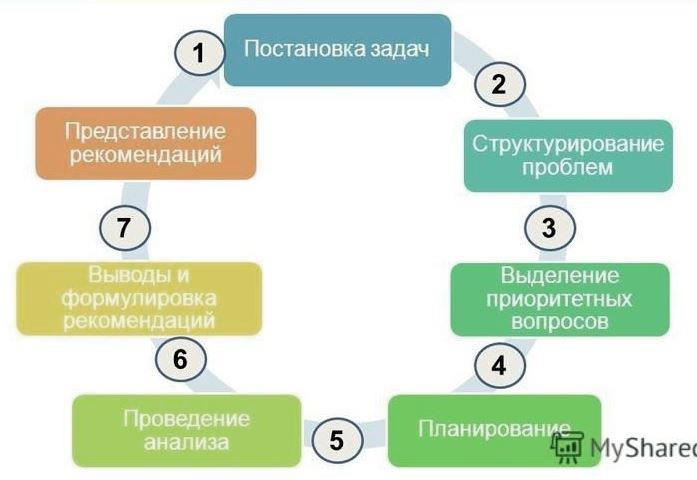 1
Постановка задач
2
Структурирование
проблем
3
Выделение
приоритетных
вопросов
4
Планирование
5
Проведение
анализа
6
Выводы и
формулировка
рекомендаций
7
Представление
рекомендаций
MyShared